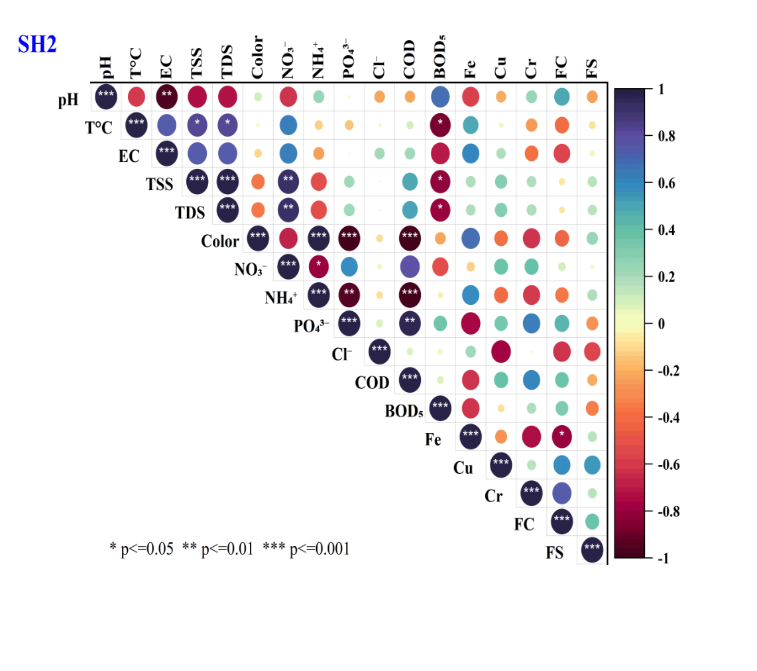 SH2
pH T°C EC TSS TDS Color NO₃⁻ NH₄⁺ PO₄³⁻ Cl⁻ COD BOD₅ Fe Cu Cr FC FS
pH *** **
T°C *** * * *
EC ***
TSS *** *** ** *
TDS *** ** *
Color *** *** *** ***
NO₃⁻ *** *
NH₄⁺ *** ** ***
PO₄³⁻ *** **
Cl⁻ ***
COD ***
BOD₅ ***
Fe *** *
Cu ***
Cr ***
FC ***
FS ***
* p<=0.05 ** p<=0.01 *** p<=0.001
1
0.8
0.6
0.4
0.2
0
-0.2
-0.4
-0.6
-0.8
-1